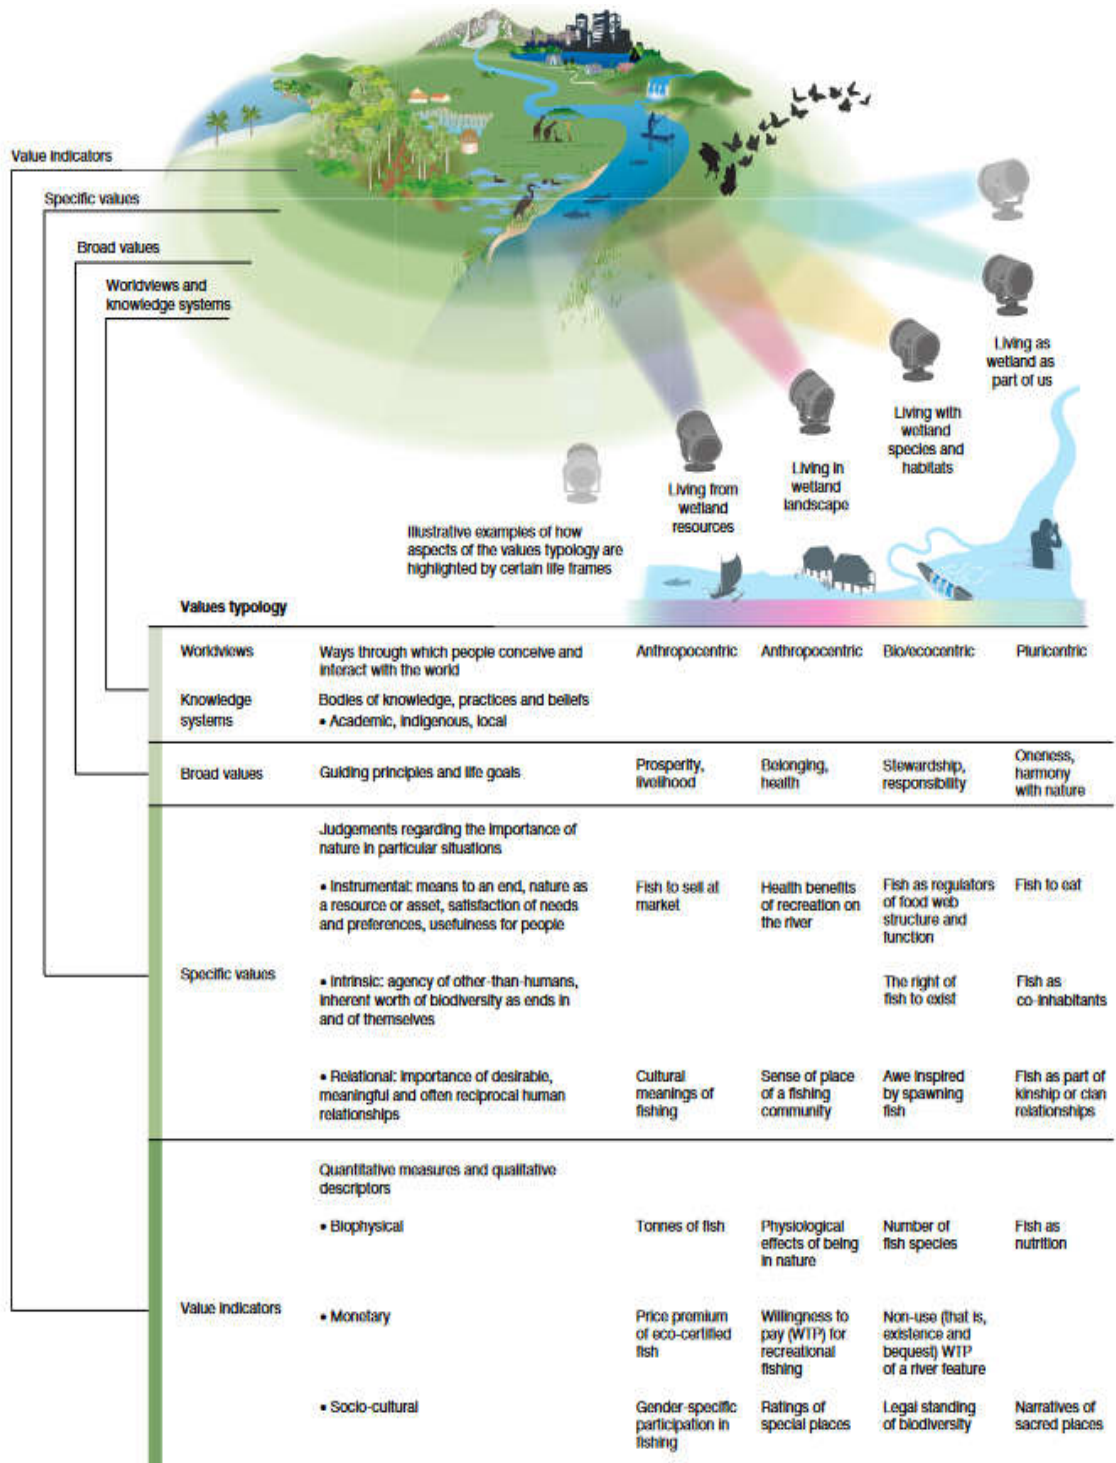 Value indicators
Specific values
Broad values
Worldviews and
knowledge systems
Living as
wetland as
part of us
Living with
wetland
species and
habitats
Living in
wetland
landscape
Living from
wetland
resources
Illustrative examples of how
aspects of the values typology are
highlighted by certain life frames
Values typology
Worldviews
Ways through which people conceive and
interact with the world
Anthropocentric
Anthropocentric
Bio/ecocentric
Pluricentric
Knowledge
systems
Bodies of knowledge, practices and beliefs
• Academic, indigenous, local
Broad values
Guiding principles and life goals
Prosperity,
livelihood
Belonging,
health
Stewardship,
responsibility
Oneness,
harmony
with nature
Specific values
Judgements regarding the importance of
nature in particular situations
• Instrumental: means to an end, nature as
a resource or asset, satisfaction of needs
and preferences, usefulness for people
Fish to sell at
market
Health benefits
of recreation on
the river
Fish as regulators
of food web
structure and
function
Fish to eat
• Intrinsic: agency of other-than-humans,
inherent worth of biodiversity as ends in
and of themselves
The right of
fish to exist
Fish as
co-inhabitants
• Relational: importance of desirable,
meaningful and often reciprocal human
relationships
Cultural
meanings of
fishing
Sense of place
of a fishing
community
Awe inspired
by spawning
fish
Fish as part of
kinship or clan
relationships
Value indicators
Quantitative measures and qualitative
descriptors
• Biophysical
Tonnes of fish
Physiological
effects of being
in nature
Number of
fish species
Fish as
nutrition
• Monetary
Price premium
of eco-certified
fish
Willingness to
pay (WTP) for
recreational
fishing
Non-use (that is,
existence and
bequest) WTP
of a river feature
• Socio-cultural
Gender-specific
participation in
fishing
Ratings of
special places
Legal standing
of biodiversity
Narratives of
sacred places